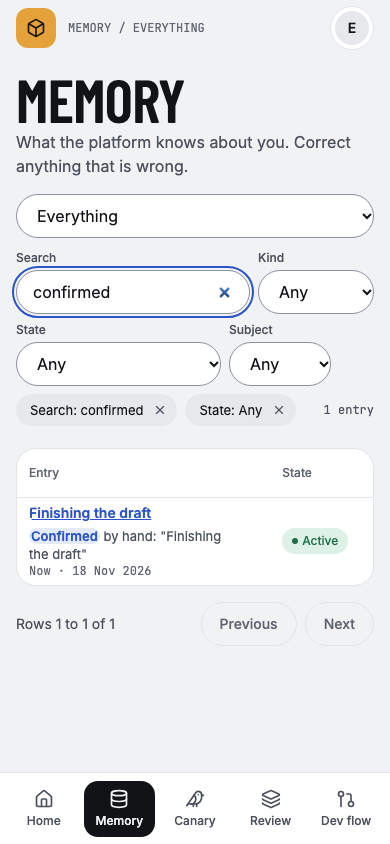 MEMORY / EVERYTHING
E
MEMORY
What the platform knows about you. Correct
anything that is wrong.
Everything
Search
Kind
confirmed
Any
State
Subject
Any
Any
Search: confirmed
State: Any
1 entry
Entry
State
Finishing the draft
Confirmed by hand: "Finishing
the draft"
Active
Now · 18 Nov 2026
Rows 1 to 1 of 1
Previous
Next
Home
Memory
Canary
Review
Dev flow